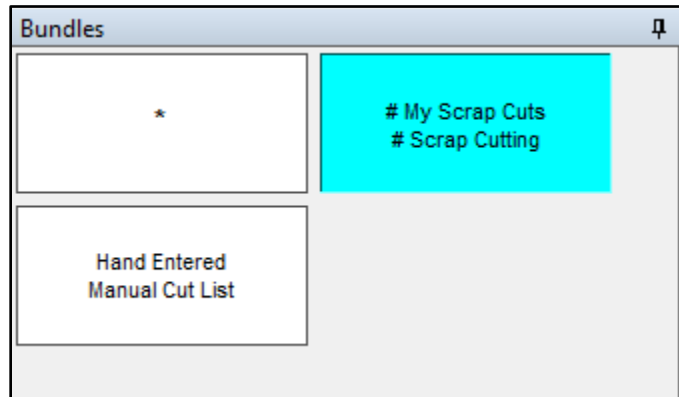 Bundles
*
# My Scrap Cuts
# Scrap Cutting
Hand Entered
Manual Cut List